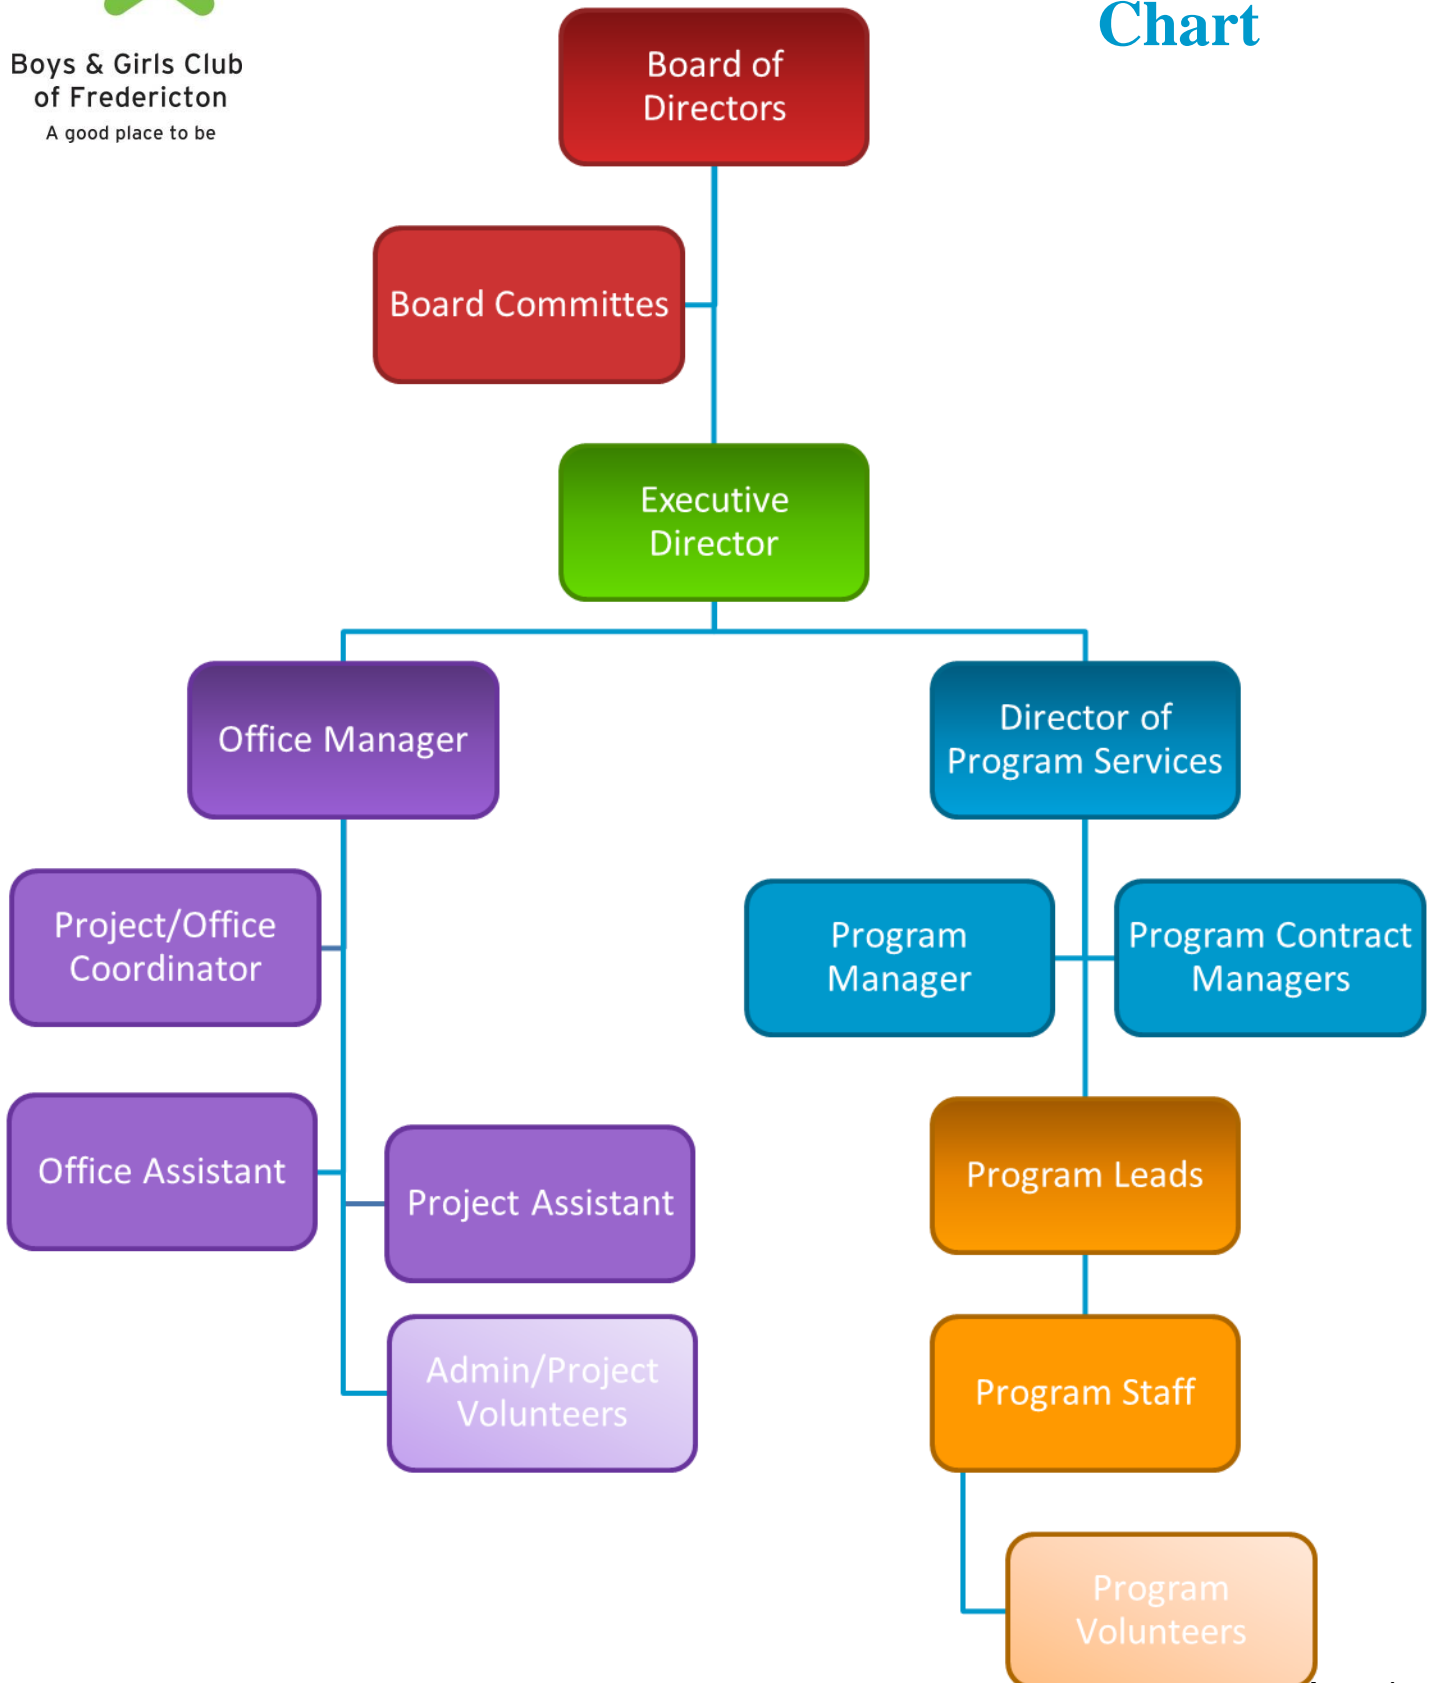 Chart
Boys & Girls Club
of Fredericton
A good place to be
Board of
Directors
Board Committes
Executive
Director
Office Manager
Director of
Program Services
Project/Office
Coordinator
Program
Manager
Program Contract
Managers
Office Assistant
Project Assistant
Program Leads
Admin/Project
Volunteers
Program Staff
Program
Volunteers